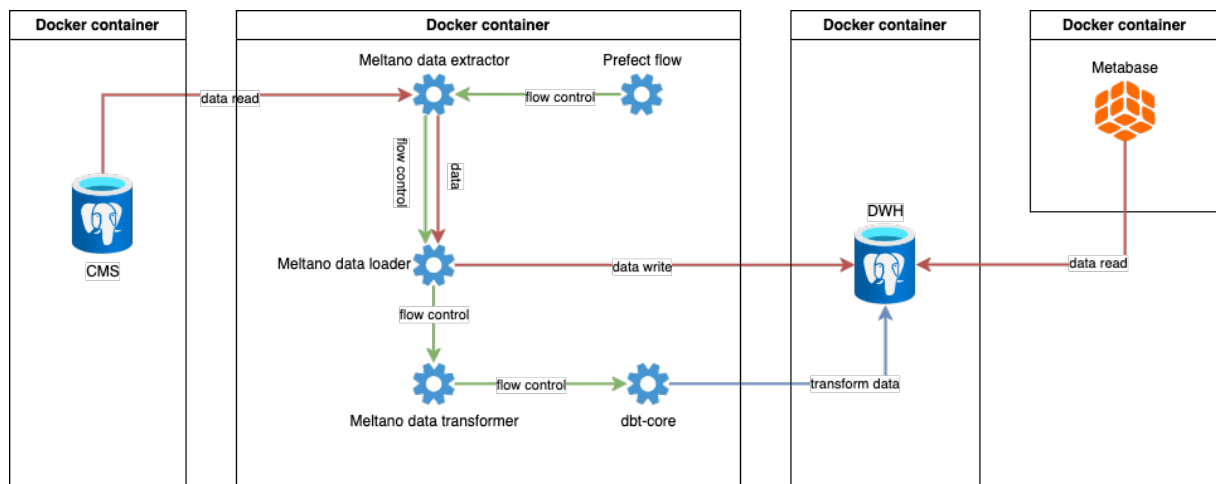 Docker container
Docker container
Docker container
Docker container
Meltano data extractor
Prefect flow
Metabase
data read
flow control
flow control
data
DWH
CMS
Meltano data loader
data write
data read
flow control
flow control
transform data
Meltano data transformer
dbt-core